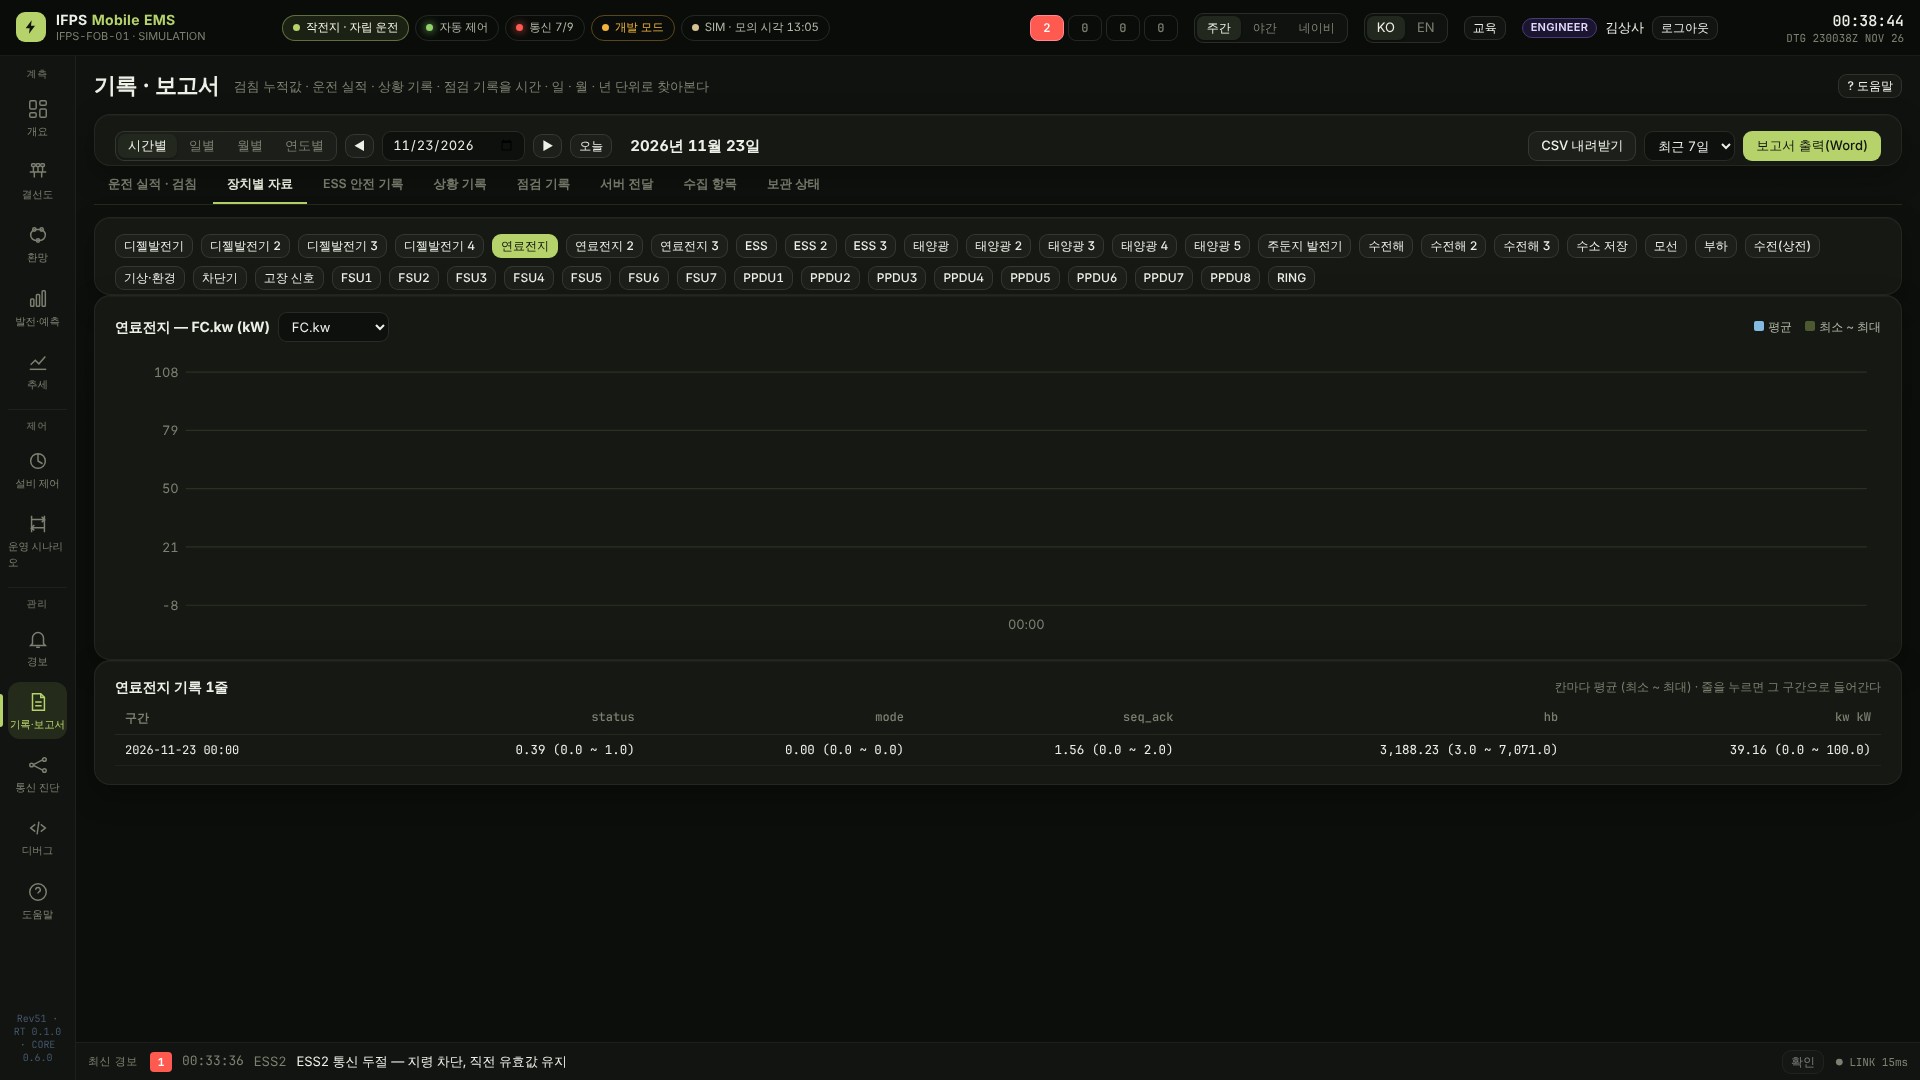 IFPS Mobile EMS
IFPS-FOB-01 · SIMULATION
작전지 · 자립 운전
자동 제어
통신 7/9
개발 모드
SIM · 모의 시각 13:05
2
0
0
0
주간
야간
네이비
KO
EN
교육
ENGINEER
김상사
로그아웃
00:38:44
DTG 230038Z NOV 26
계측
개요
결선도
환망
발전·예측
추세
제어
설비 제어
운영 시나리
오
관리
경보
기록·보고서
통신 진단
디버그
도움말
Rev51 ·
RT 0.1.0
· CORE
0.6.0
기록 · 보고서
검침 누적값 · 운전 실적 · 상황 기록 · 점검 기록을 시간 · 일 · 월 · 년 단위로 찾아본다
? 도움말
시간별
일별
월별
연도별
◀
11/23/2026
▶
오늘
2026년 11월 23일
CSV 내려받기
최근 7일
보고서 출력(Word)
운전 실적 · 검침
장치별 자료
ESS 안전 기록
상황 기록
점검 기록
서버 전달
수집 항목
보관 상태
디젤발전기
디젤발전기 2
디젤발전기 3
디젤발전기 4
연료전지
연료전지 2
연료전지 3
ESS
ESS 2
ESS 3
태양광
태양광 2
태양광 3
태양광 4
태양광 5
주둔지 발전기
수전해
수전해 2
수전해 3
수소 저장
모선
부하
수전(상전)
기상·환경
차단기
고장 신호
FSU1
FSU2
FSU3
FSU4
FSU5
FSU6
FSU7
PPDU1
PPDU2
PPDU3
PPDU4
PPDU5
PPDU6
PPDU7
PPDU8
RING
연료전지 — FC.kw (kW)
FC.kw
평균
최소 ~ 최대
108
79
50
21
-8
00:00
연료전지 기록 1줄
칸마다 평균 (최소 ~ 최대) · 줄을 누르면 그 구간으로 들어간다
구간 status mode seq_ack hb kw kW
2026-11-23 00:00 0.39 (0.0 ~ 1.0) 0.00 (0.0 ~ 0.0) 1.56 (0.0 ~ 2.0) 3,188.23 (3.0 ~ 7,071.0) 39.16 (0.0 ~ 100.0)
최신 경보
1
00:33:36
ESS2
ESS2 통신 두절 — 지령 차단, 직전 유효값 유지
확인
LINK 15ms